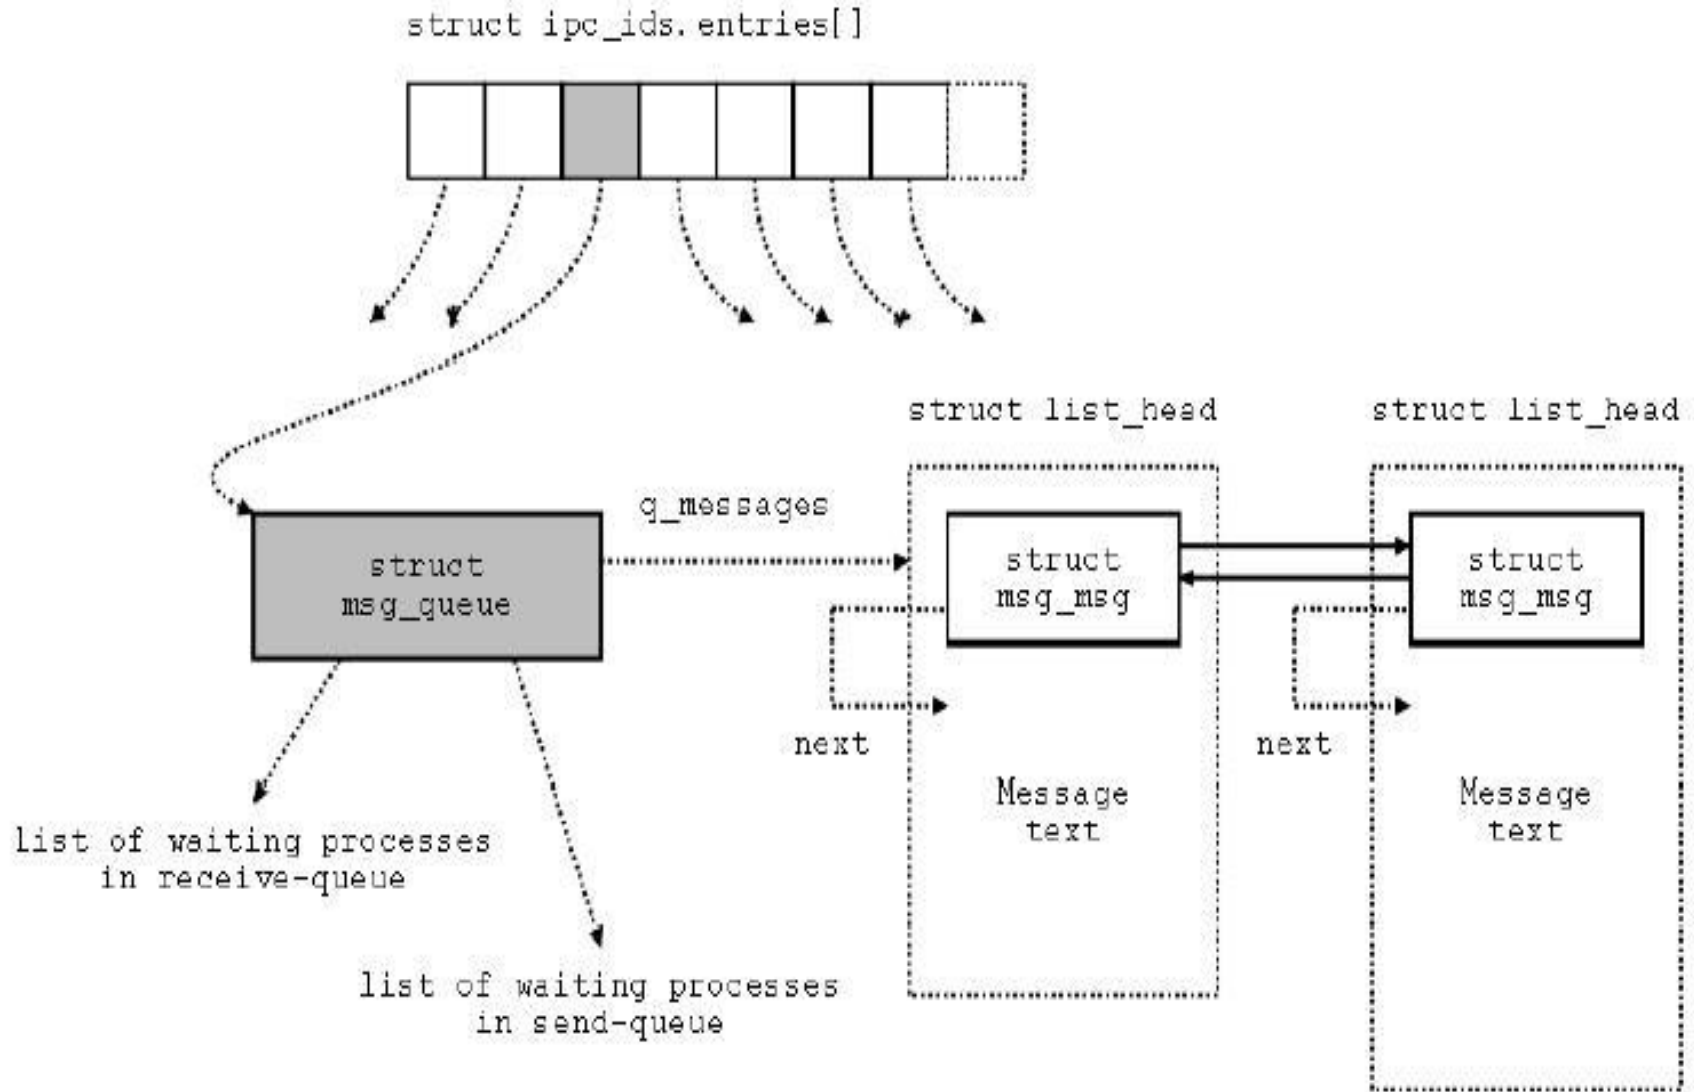 struct ipc_ids.entries[]
struct list_head
struct list_head
q_messages
struct
msg_queue
struct
msg_msg
struct
msg_msg
next
next
Message
text
Message
text
list of waiting processes
in receive-queue
list of waiting processes
in send-queue